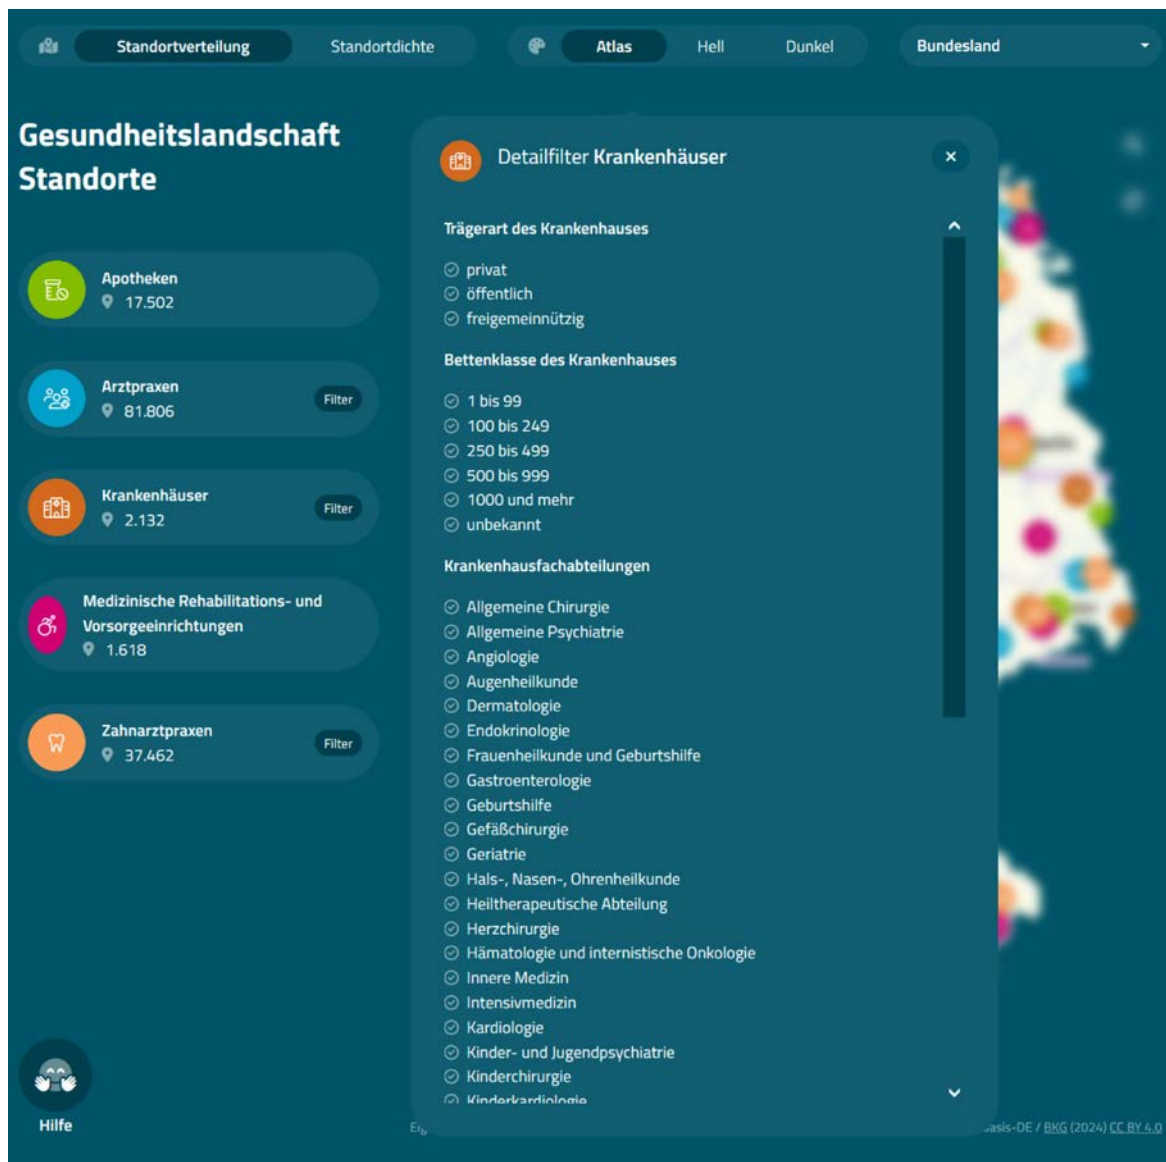 Standortverteilung
Standortdichte
Atlas
Hell
Dunkel
Bundesland
Gesundheitslandschaft
Standorte
Apotheken
17.502
Arztpraxen
81.806
Filter
Krankenhäuser
2.132
Filter
Medizinische Rehabilitations- und
Vorsorgeeinrichtungen
1.618
Zahnarztpraxen
37.462
Filter
Hilfe
Detailfilter Krankenhäuser
Trägerart des Krankenhauses
privat
öffentlich
freigemeinnützig
Bettenklasse des Krankenhauses
1 bis 99
100 bis 249
250 bis 499
500 bis 999
1000 und mehr
unbekannt
Krankenhausfachabteilungen
Allgemeine Chirurgie
Allgemeine Psychiatrie
Angiologie
Augenheilkunde
Dermatologie
Endokrinologie
Frauenheilkunde und Geburtshilfe
Gastroenterologie
Geburtshilfe
Gefäßchirurgie
Geriatrie
Hals-, Nasen-, Ohrenheilkunde
Heiltherapeutische Abteilung
Herzchirurgie
Hämatologie und internistische Onkologie
Innere Medizin
Intensivmedizin
Kardiologie
Kinder- und Jugendpsychiatrie
Kinderchirurgie
Kinderkardiologie
asis-DE / BKG (2024) CC BY 4.0